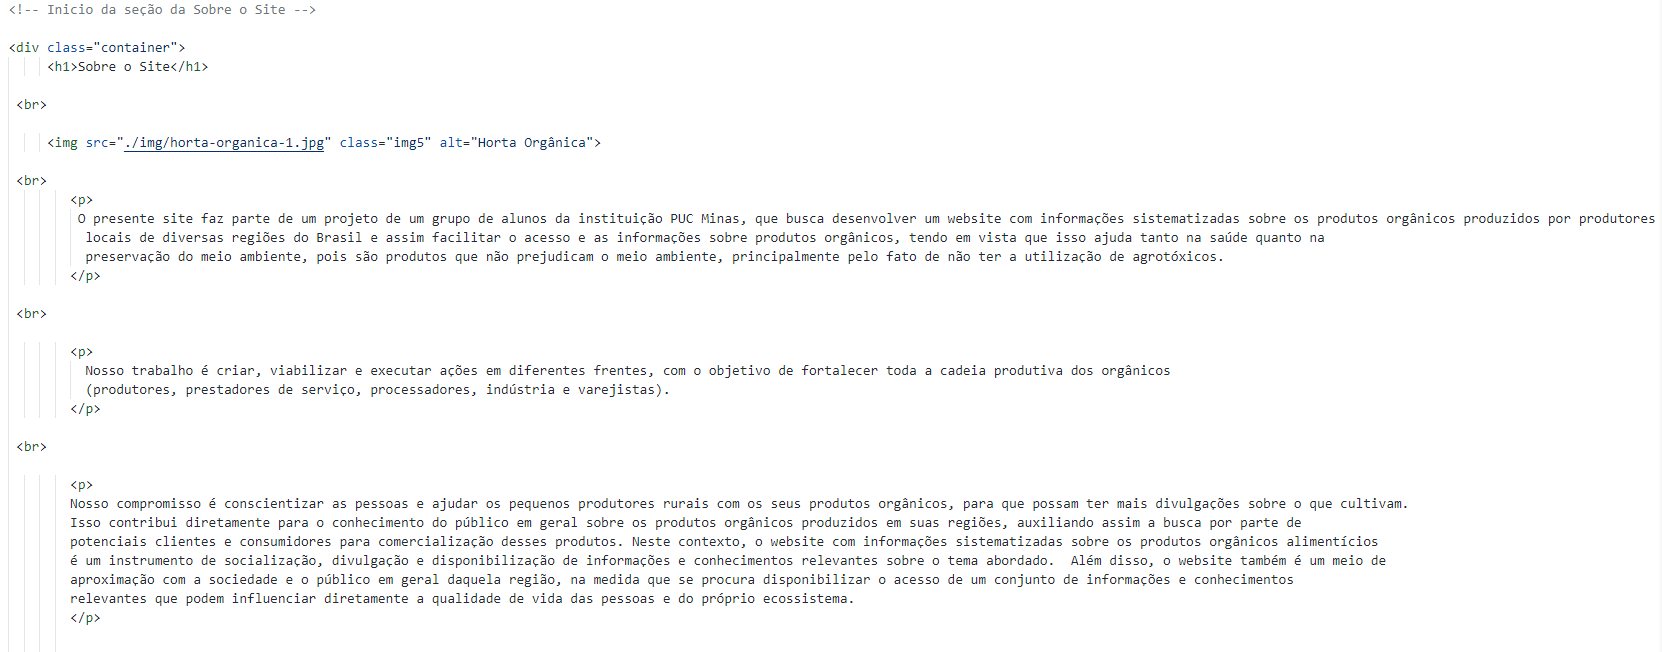 <!-- Inicio da seção da Sobre o Site -->
<div class="container">
<h1>Sobre o Site</h1>
<br>
<img src="./img/horta-organica-1.jpg" class="img5" alt="Horta Orgânica">
<br>
<p>
O presente site faz parte de um projeto de um grupo de alunos da instituição PUC Minas, que busca desenvolver um website com informações sistematizadas sobre os produtos orgânicos produzidos por produtores
locais de diversas regiões do Brasil e assim facilitar o acesso e as informações sobre produtos orgânicos, tendo em vista que isso ajuda tanto na saúde quanto na
preservação do meio ambiente, pois são produtos que não prejudicam o meio ambiente, principalmente pelo fato de não ter a utilização de agrotóxicos.
</p>
<br>
<p>
Nosso trabalho é criar, viabilizar e executar ações em diferentes frentes, com o objetivo de fortalecer toda a cadeia produtiva dos orgânicos
(produtores, prestadores de serviço, processadores, indústria e varejistas).
</p>
<br>
<p>
Nosso compromisso é conscientizar as pessoas e ajudar os pequenos produtores rurais com os seus produtos orgânicos, para que possam ter mais divulgações sobre o que cultivam.
Isso contribui diretamente para o conhecimento do público em geral sobre os produtos orgânicos produzidos em suas regiões, auxiliando assim a busca por parte de
potenciais clientes e consumidores para comercialização desses produtos. Neste contexto, o website com informações sistematizadas sobre os produtos orgânicos alimentícios
é um instrumento de socialização, divulgação e disponibilização de informações e conhecimentos relevantes sobre o tema abordado.  Além disso, o website também é um meio de
aproximação com a sociedade e o público em geral daquela região, na medida que se procura disponibilizar o acesso de um conjunto de informações e conhecimentos
relevantes que podem influenciar diretamente a qualidade de vida das pessoas e do próprio ecossistema.
</p>